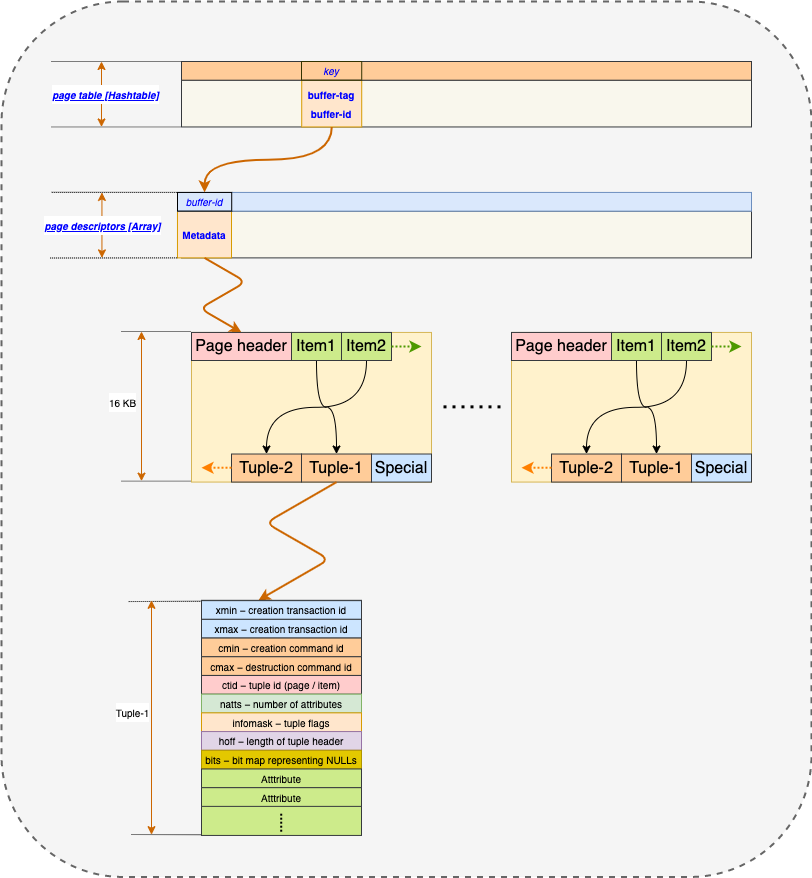 key
page table [Hashtable]
buffer-tag
buffer-id
buffer-id
page descriptors [Array]
Metadata
Page header Item1 Item2
Page header Item1 Item2
16 KB
Tuple-2 Tuple-1 Special
Tuple-2 Tuple-1 Special
xmin – creation transaction id
xmax – creation transaction id
cmin – creation command id
cmax – destruction command id
ctid – tuple id (page / item)
natts – number of attributes
Tuple-1
infomask – tuple flags
hoff – length of tuple header
bits – bit map representing NULLs
Atttribute
Atttribute